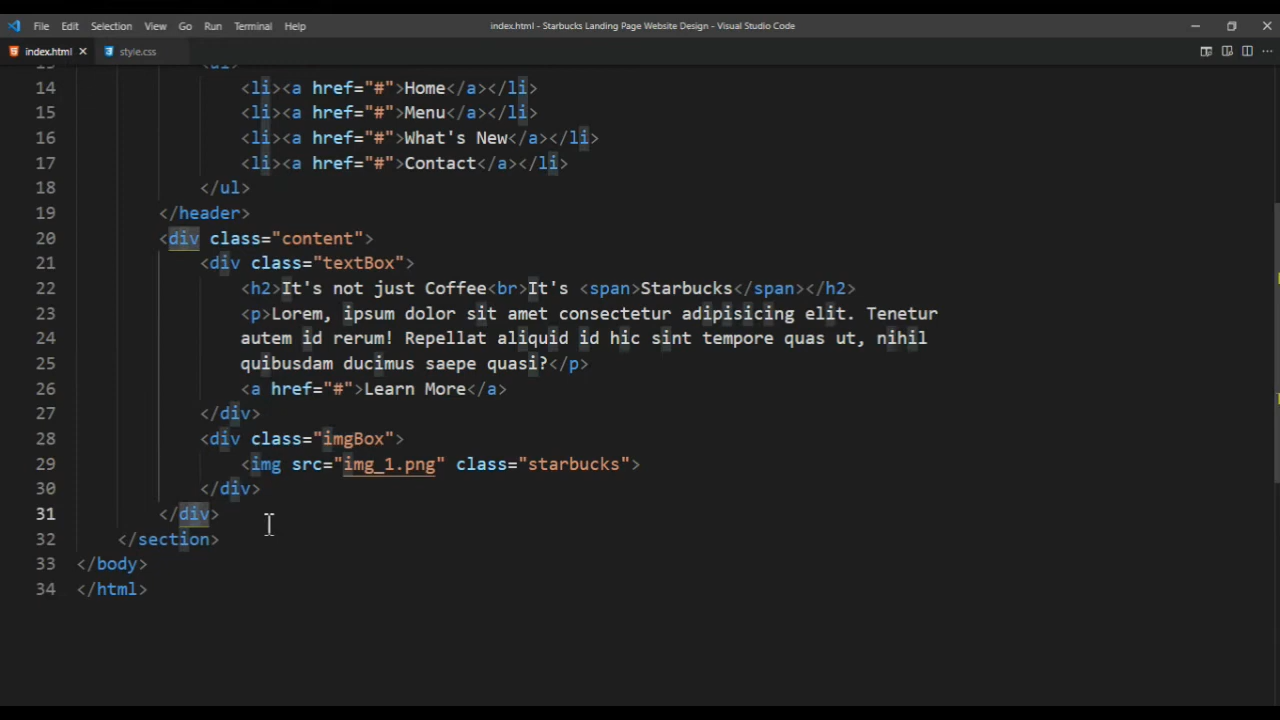 File Edit Selection View Go Run Terminal Help index.html - Starbucks Landing Page Website Design - Visual Studio Code
index.html style.css
13 <ul>
14 <li><a href="#">Home</a></li>
15 <li><a href="#">Menu</a></li>
16 <li><a href="#">What's New</a></li>
17 <li><a href="#">Contact</a></li>
18 </ul>
19 </header>
20 <div class="content">
21 <div class="textBox">
22 <h2>It's not just Coffee<br>It's <span>Starbucks</span></h2>
23 <p>Lorem, ipsum dolor sit amet consectetur adipisicing elit. Tenetur
24 autem id rerum! Repellat aliquid id hic sint tempore quas ut, nihil
25 quibusdam ducimus saepe quasi?</p>
26 <a href="#">Learn More</a>
27 </div>
28 <div class="imgBox">
29 <img src="img_1.png" class="starbucks">
30 </div>
31 </div>
32 </section>
33 </body>
34 </html>